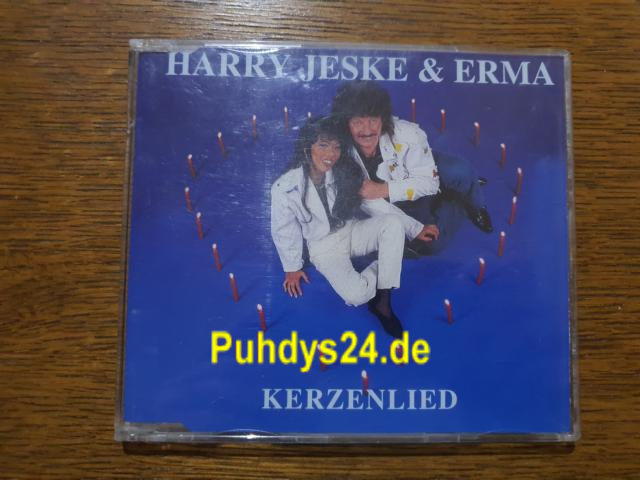 HARRY JESKE & ERMA
Puhdys24.de
KERZENLIED